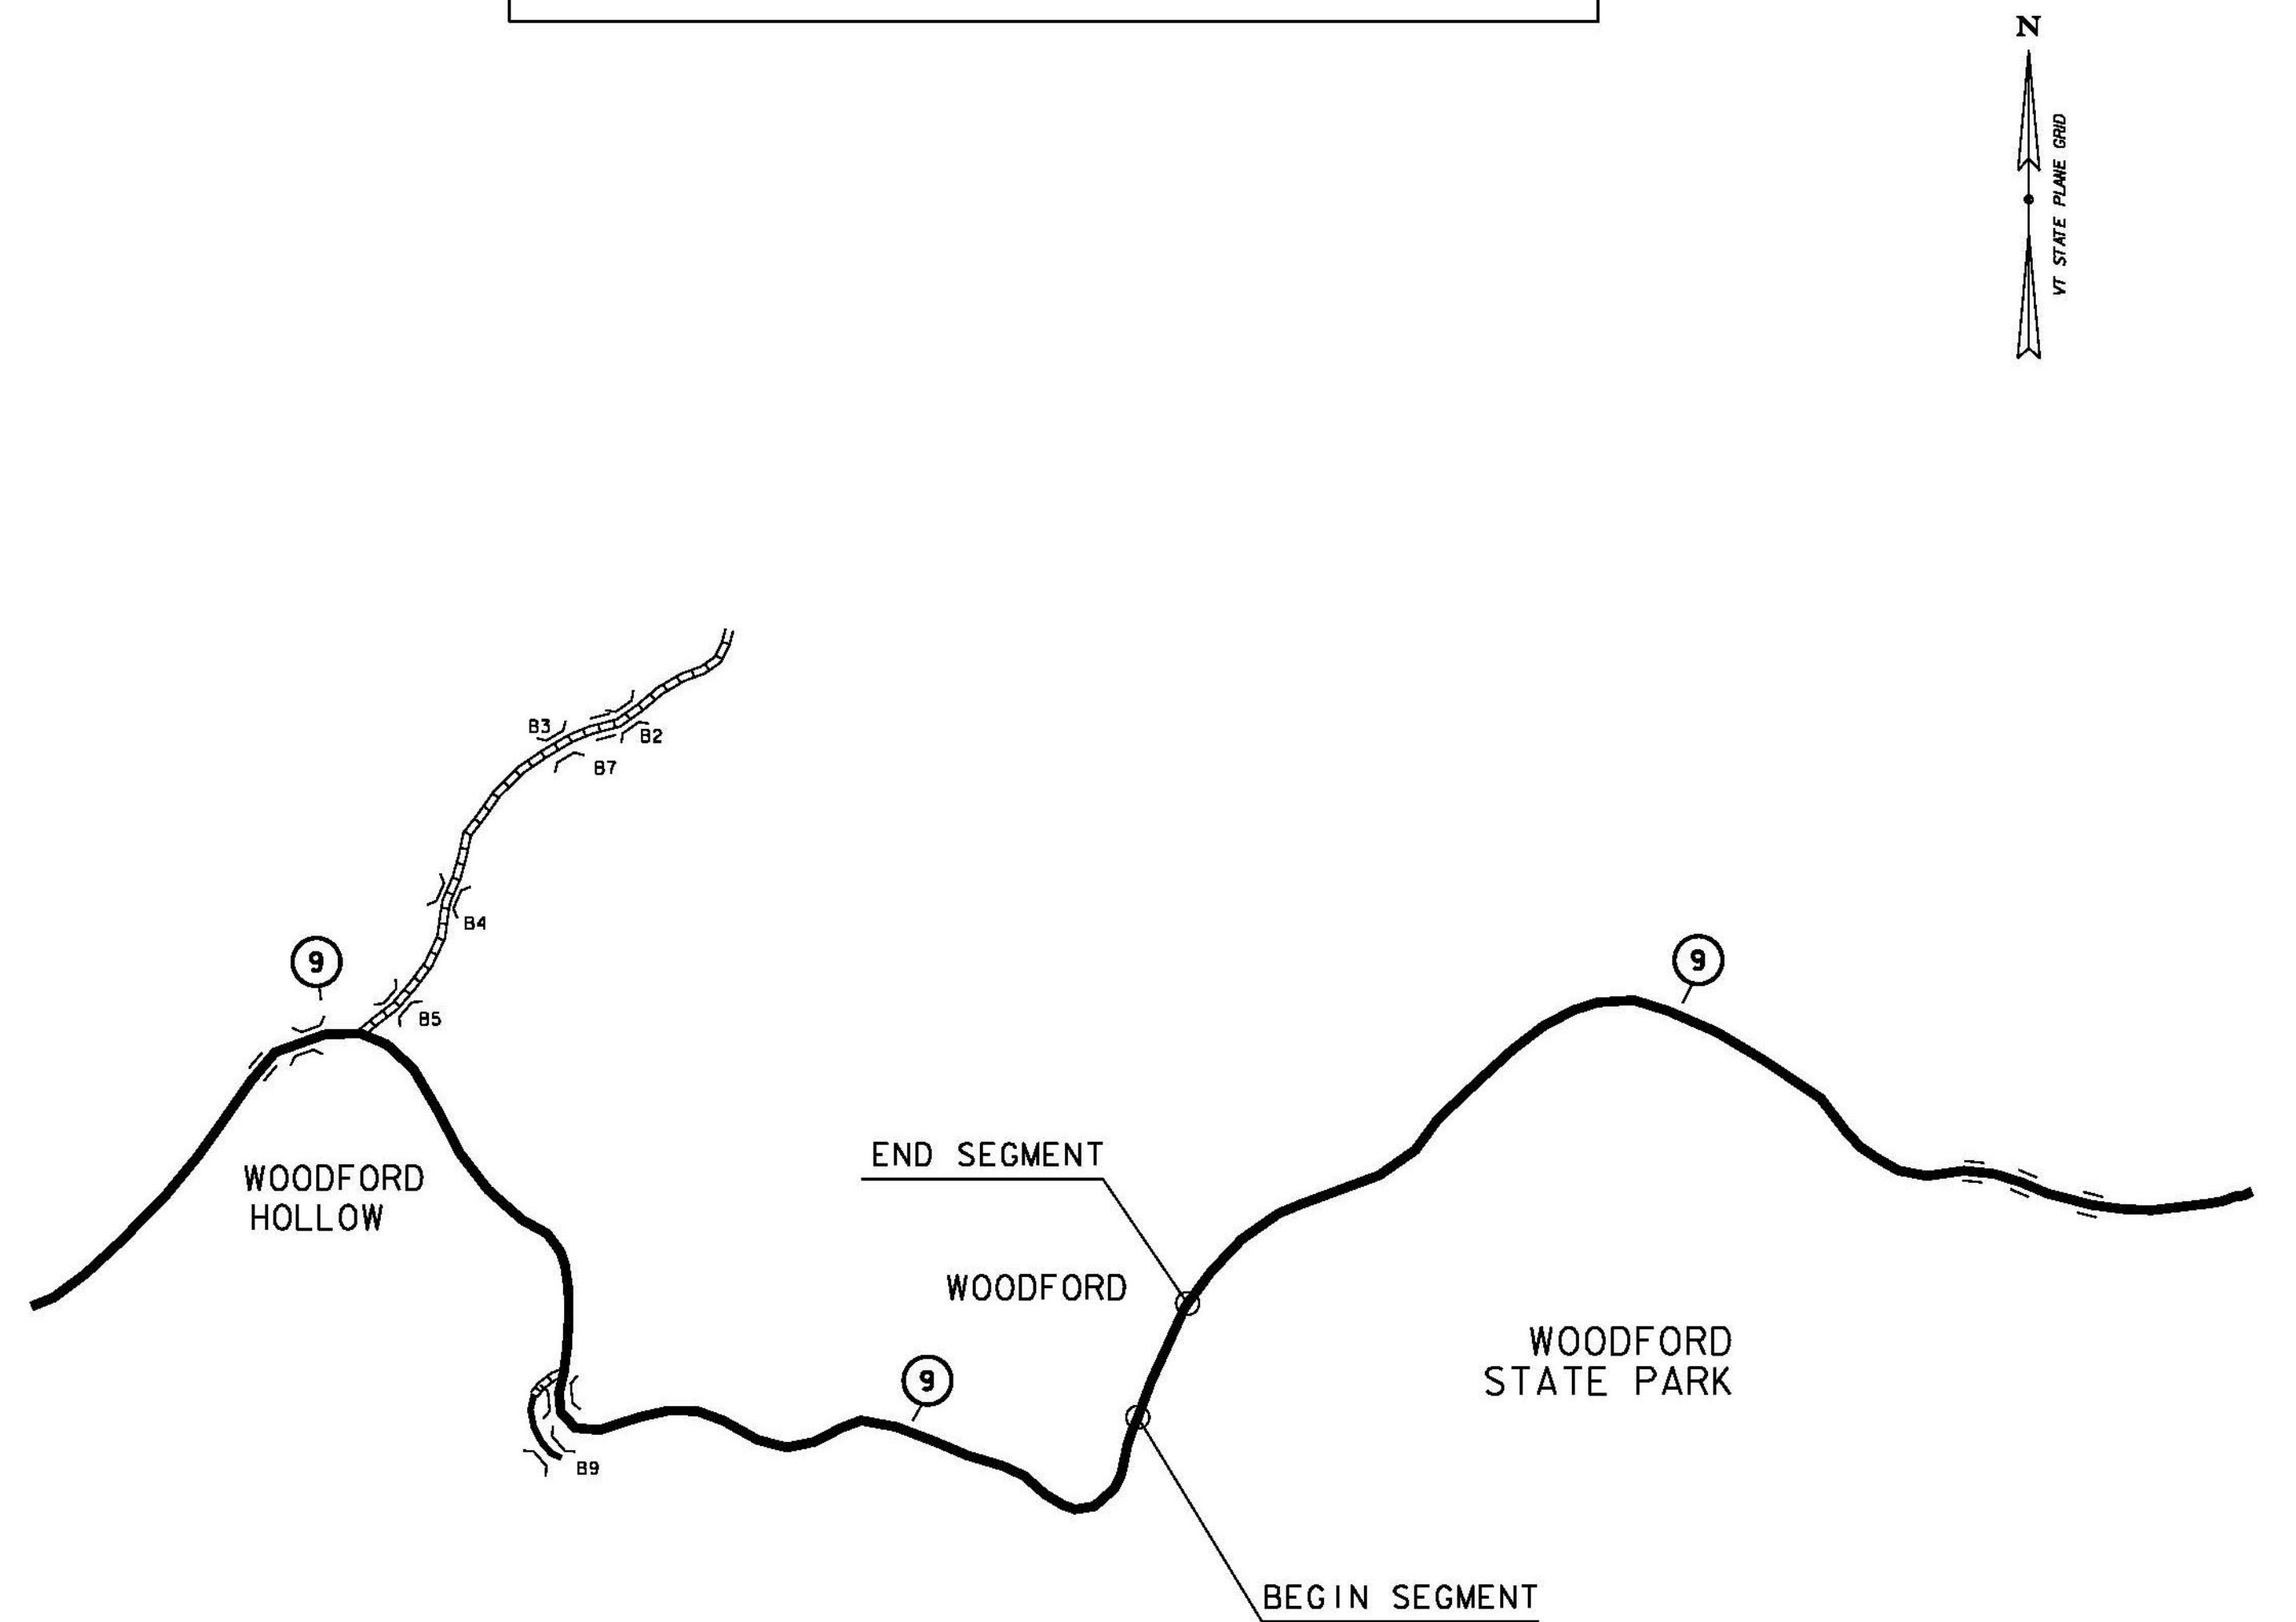 N
VT STATE PLANE GRID
B3
B2
B7
B4
9
9
B5
END SEGMENT
WOODFORD
HOLLOW
WOODFORD
WOODFORD
STATE PARK
9
B9
BEGIN SEGMENT